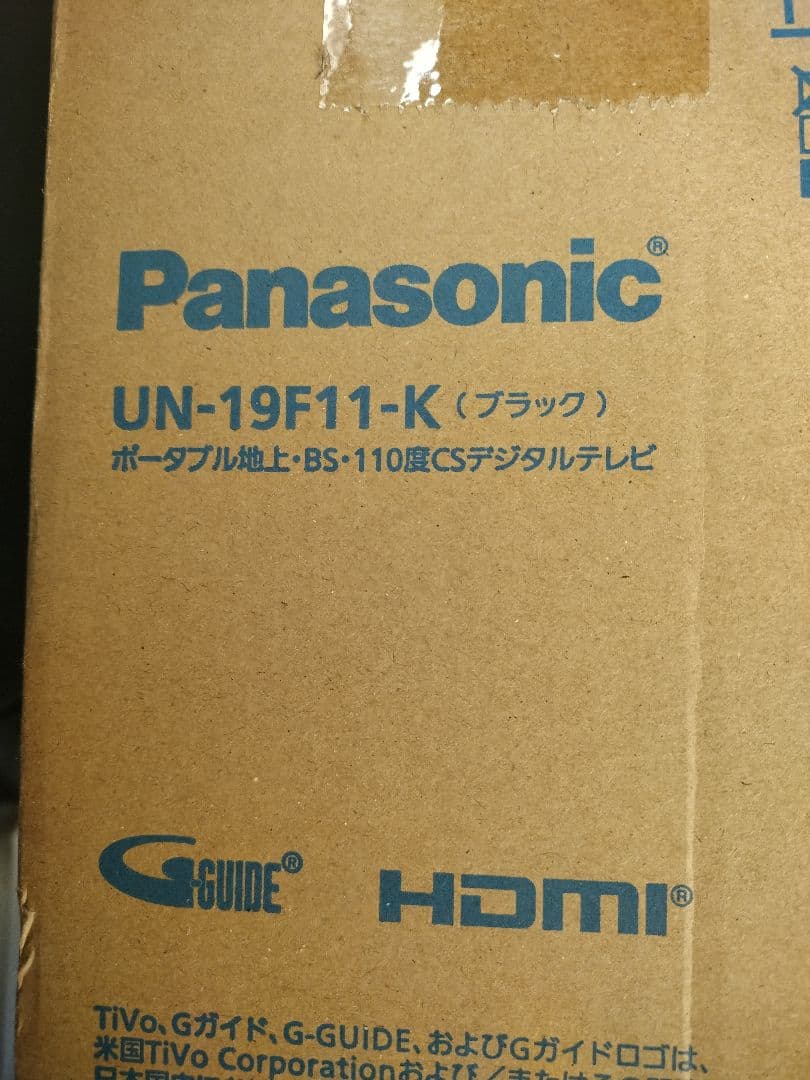 Panasonic®
UN-19F11-K（ブラック）
ポータブル地上・BS・110度CSデジタルテレビ
G-GUIDE®
HDMI®
TiVo、Gガイド、G-GUIDE、およびGガイドロゴは、
米国TiVo Corporationおよび／または